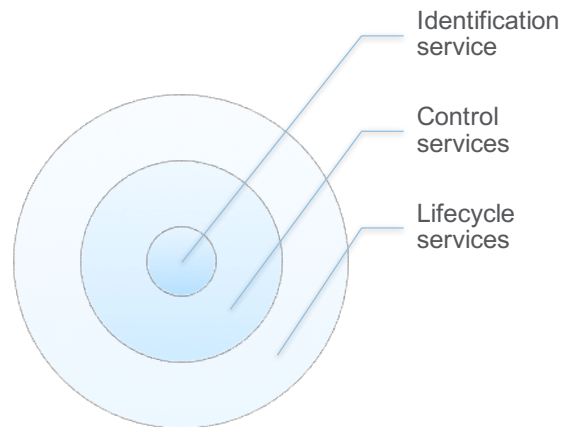 Identification
service
Control
services
Lifecycle
services